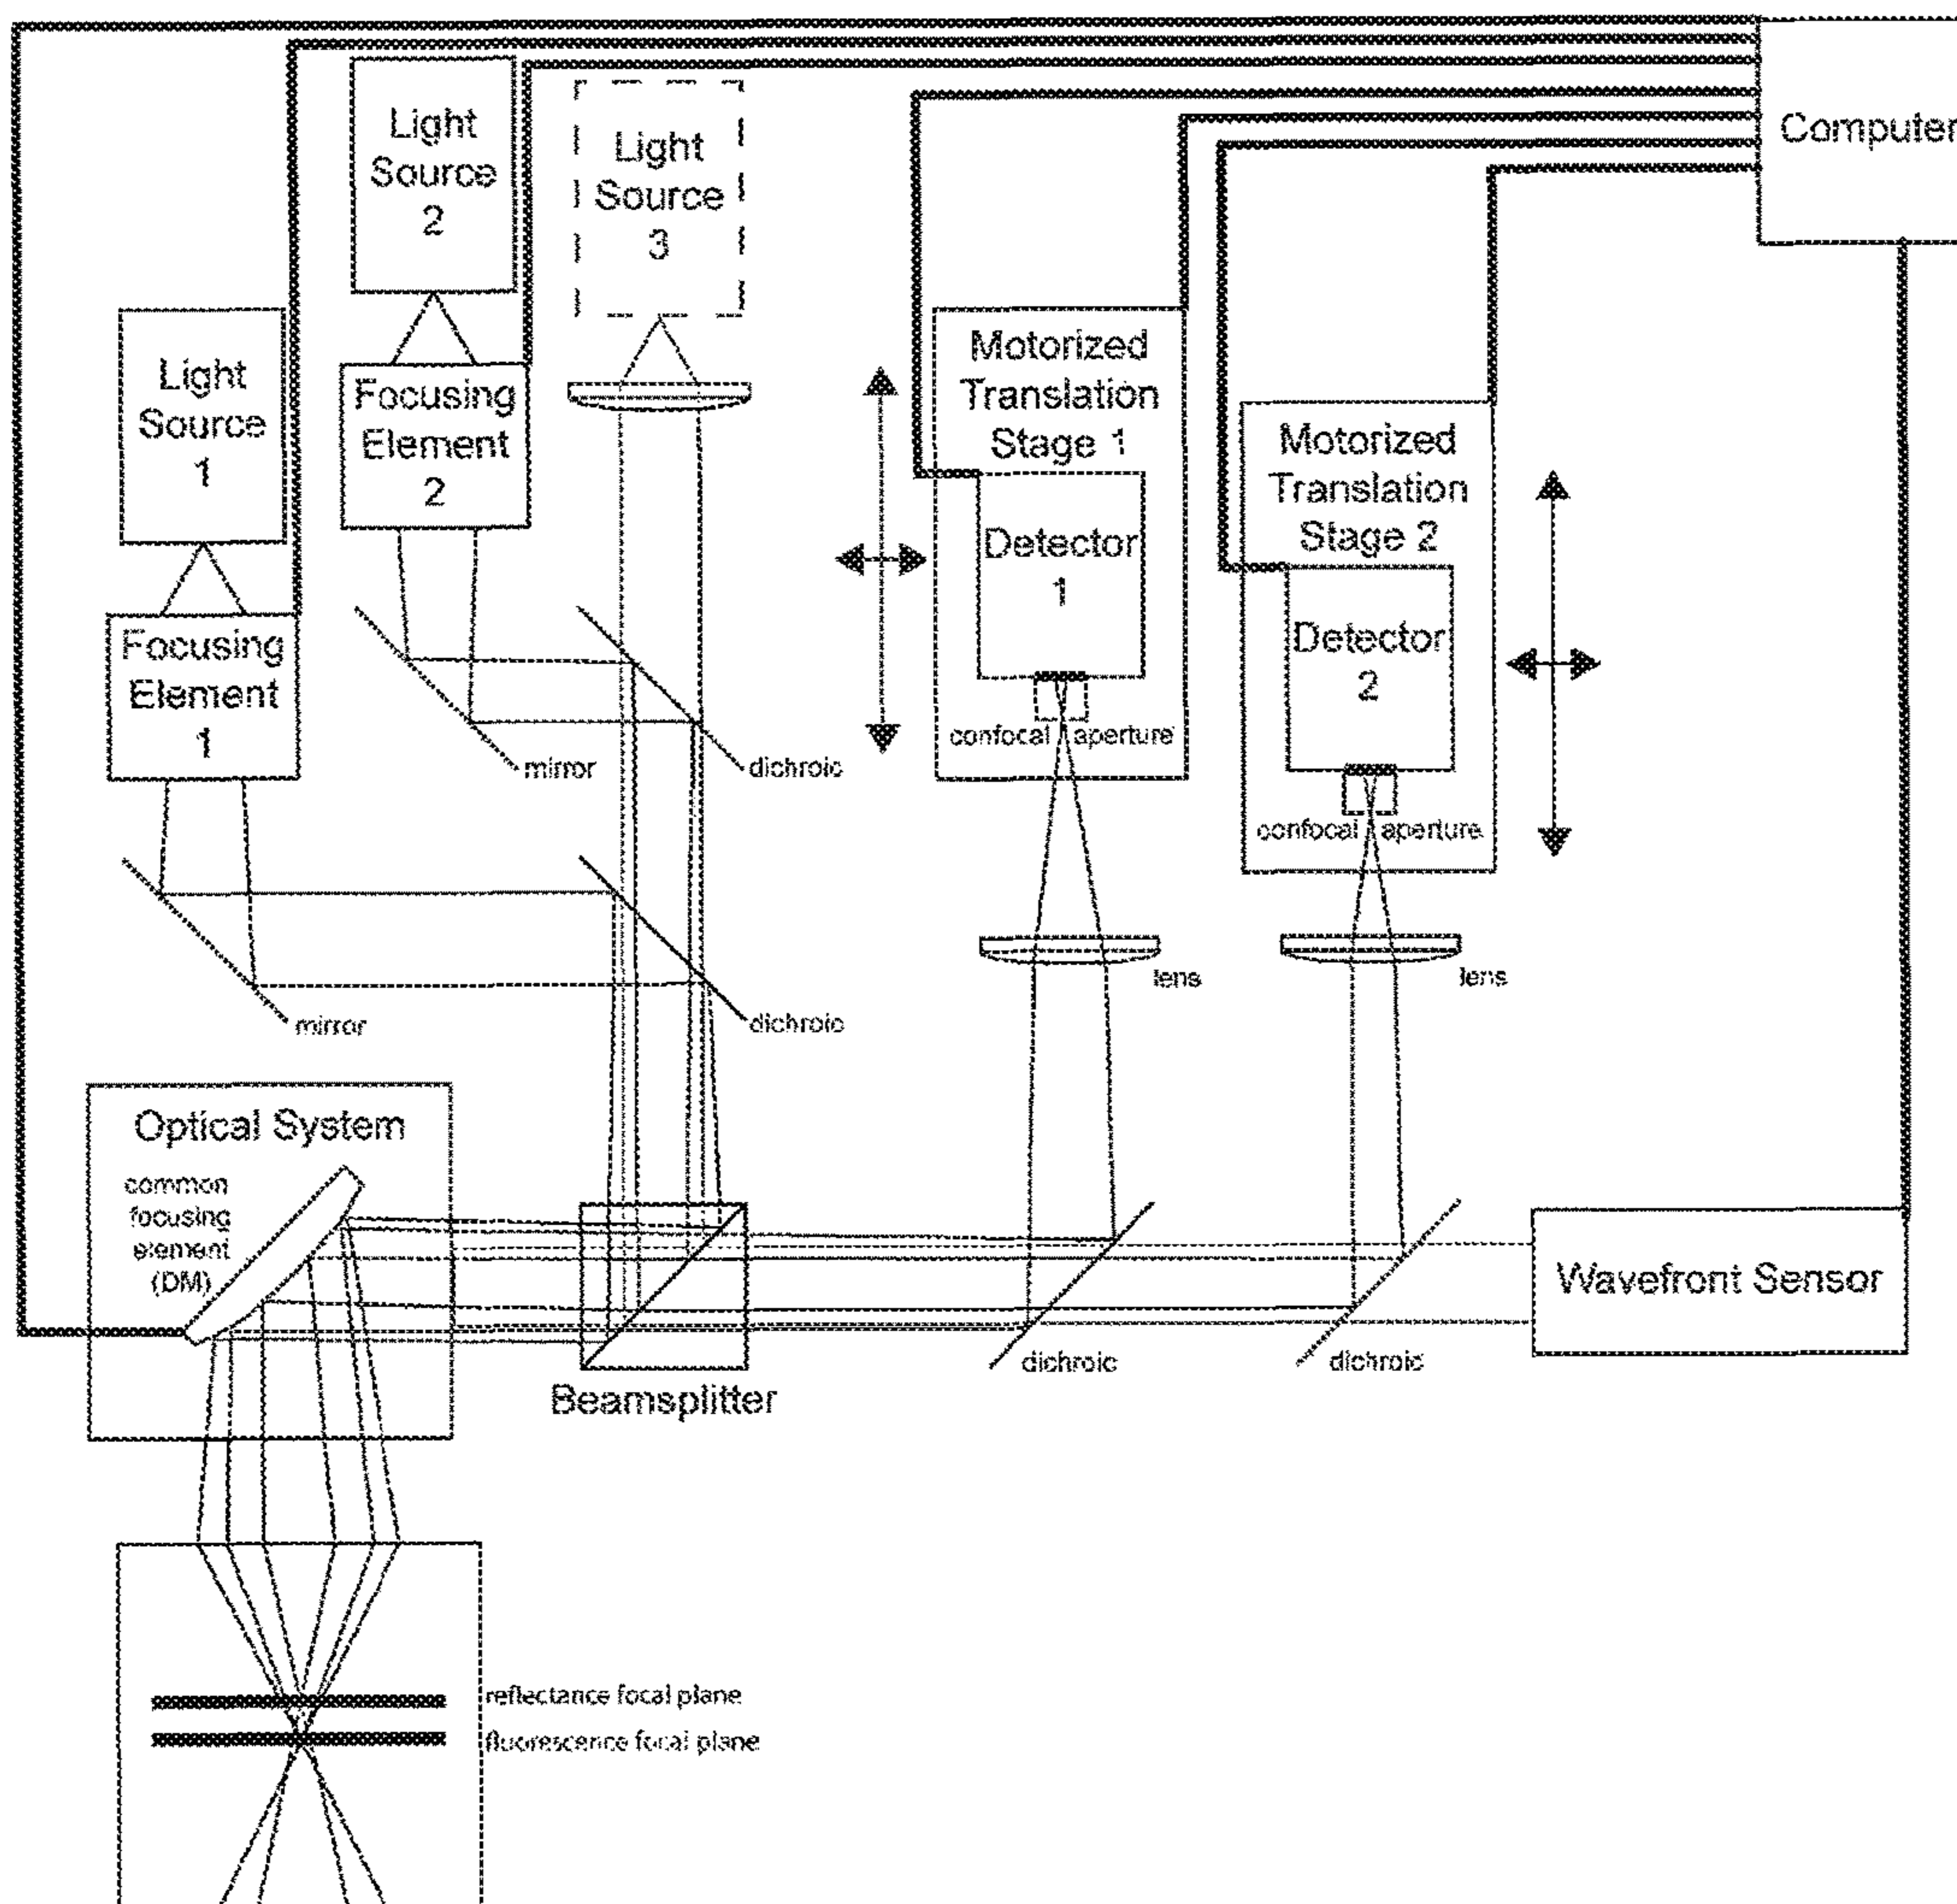 Computer
Light
Source
2
Light
Source
3
Light
Source
1
Focusing
Element
2
Motorized
Translation
Stage 1
Detector
1
confocal aperture
Motorized
Translation
Stage 2
Detector
2
confocal aperture
Focusing
Element
1
mirror
dichroic
lens
lens
mirror
dichroic
Optical System
common
focusing
element
(DM)
Beamsplitter
dichroic
dichroic
Wavefront Sensor
reflectance focal plane
fluorescence focal plane